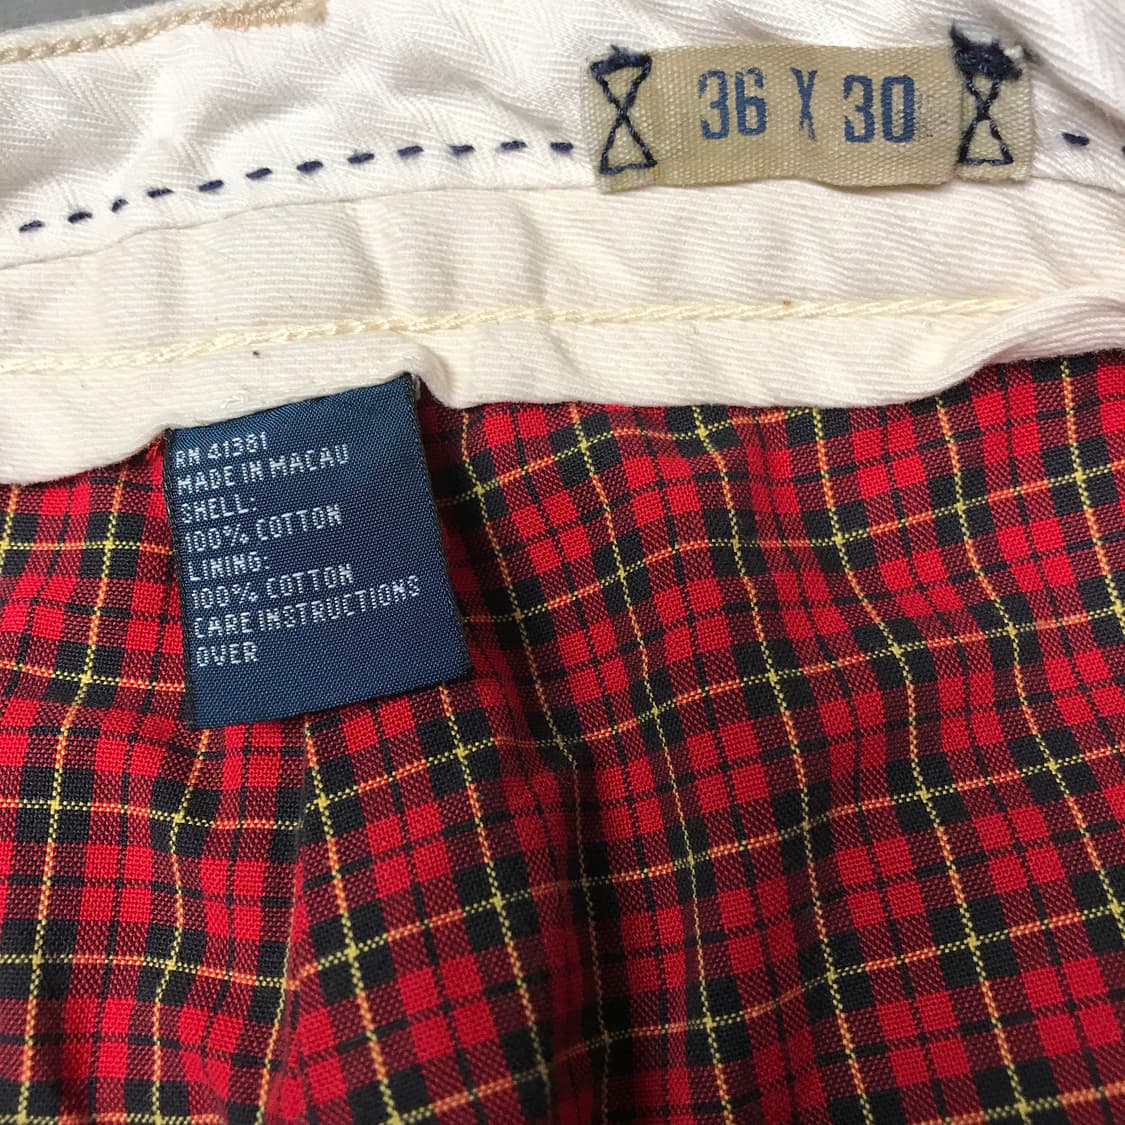 36 X 30
RN 41381
MADE IN MACAU
SHELL:
100% COTTON
LINING:
100% COTTON
CARE INSTRUCTIONS
OVER